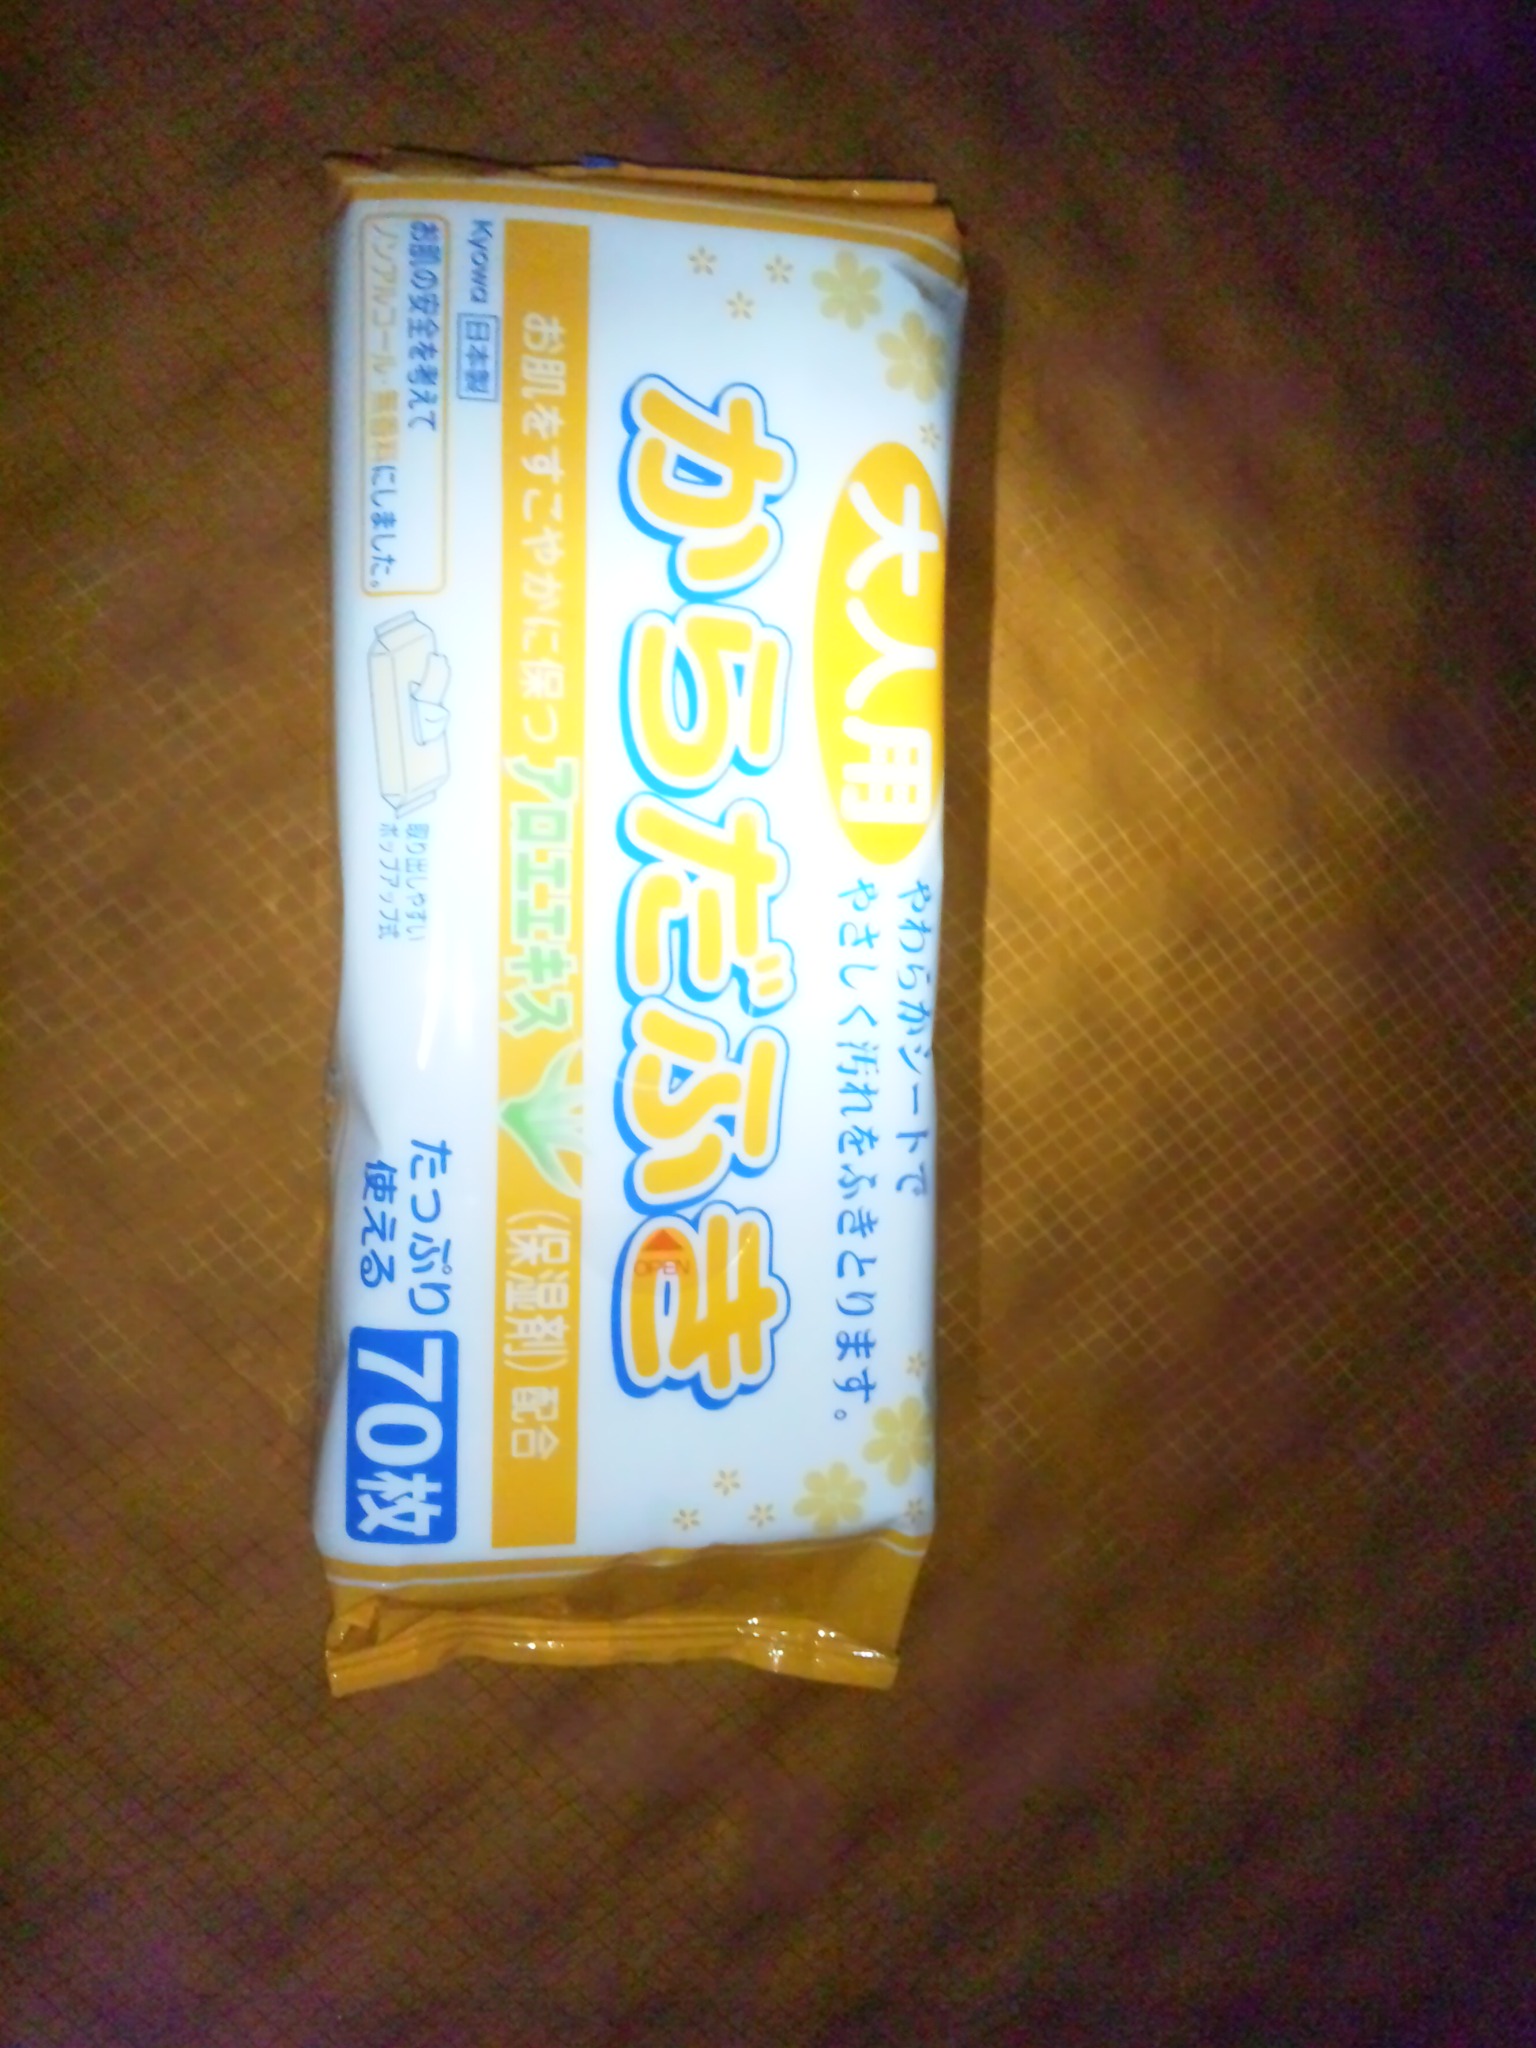 大人用
やわらかシートで
やさしく汚れをふきとります。
からだふき
OPEN
お肌をすこやかに保つアロエエキス(保湿剤)配合
Kyowa 日本製
お肌の安全を考えて
ノンアルコール・無香料にしました。
取り出しやすい
ポップアップ式
たっぷり
使える
70枚